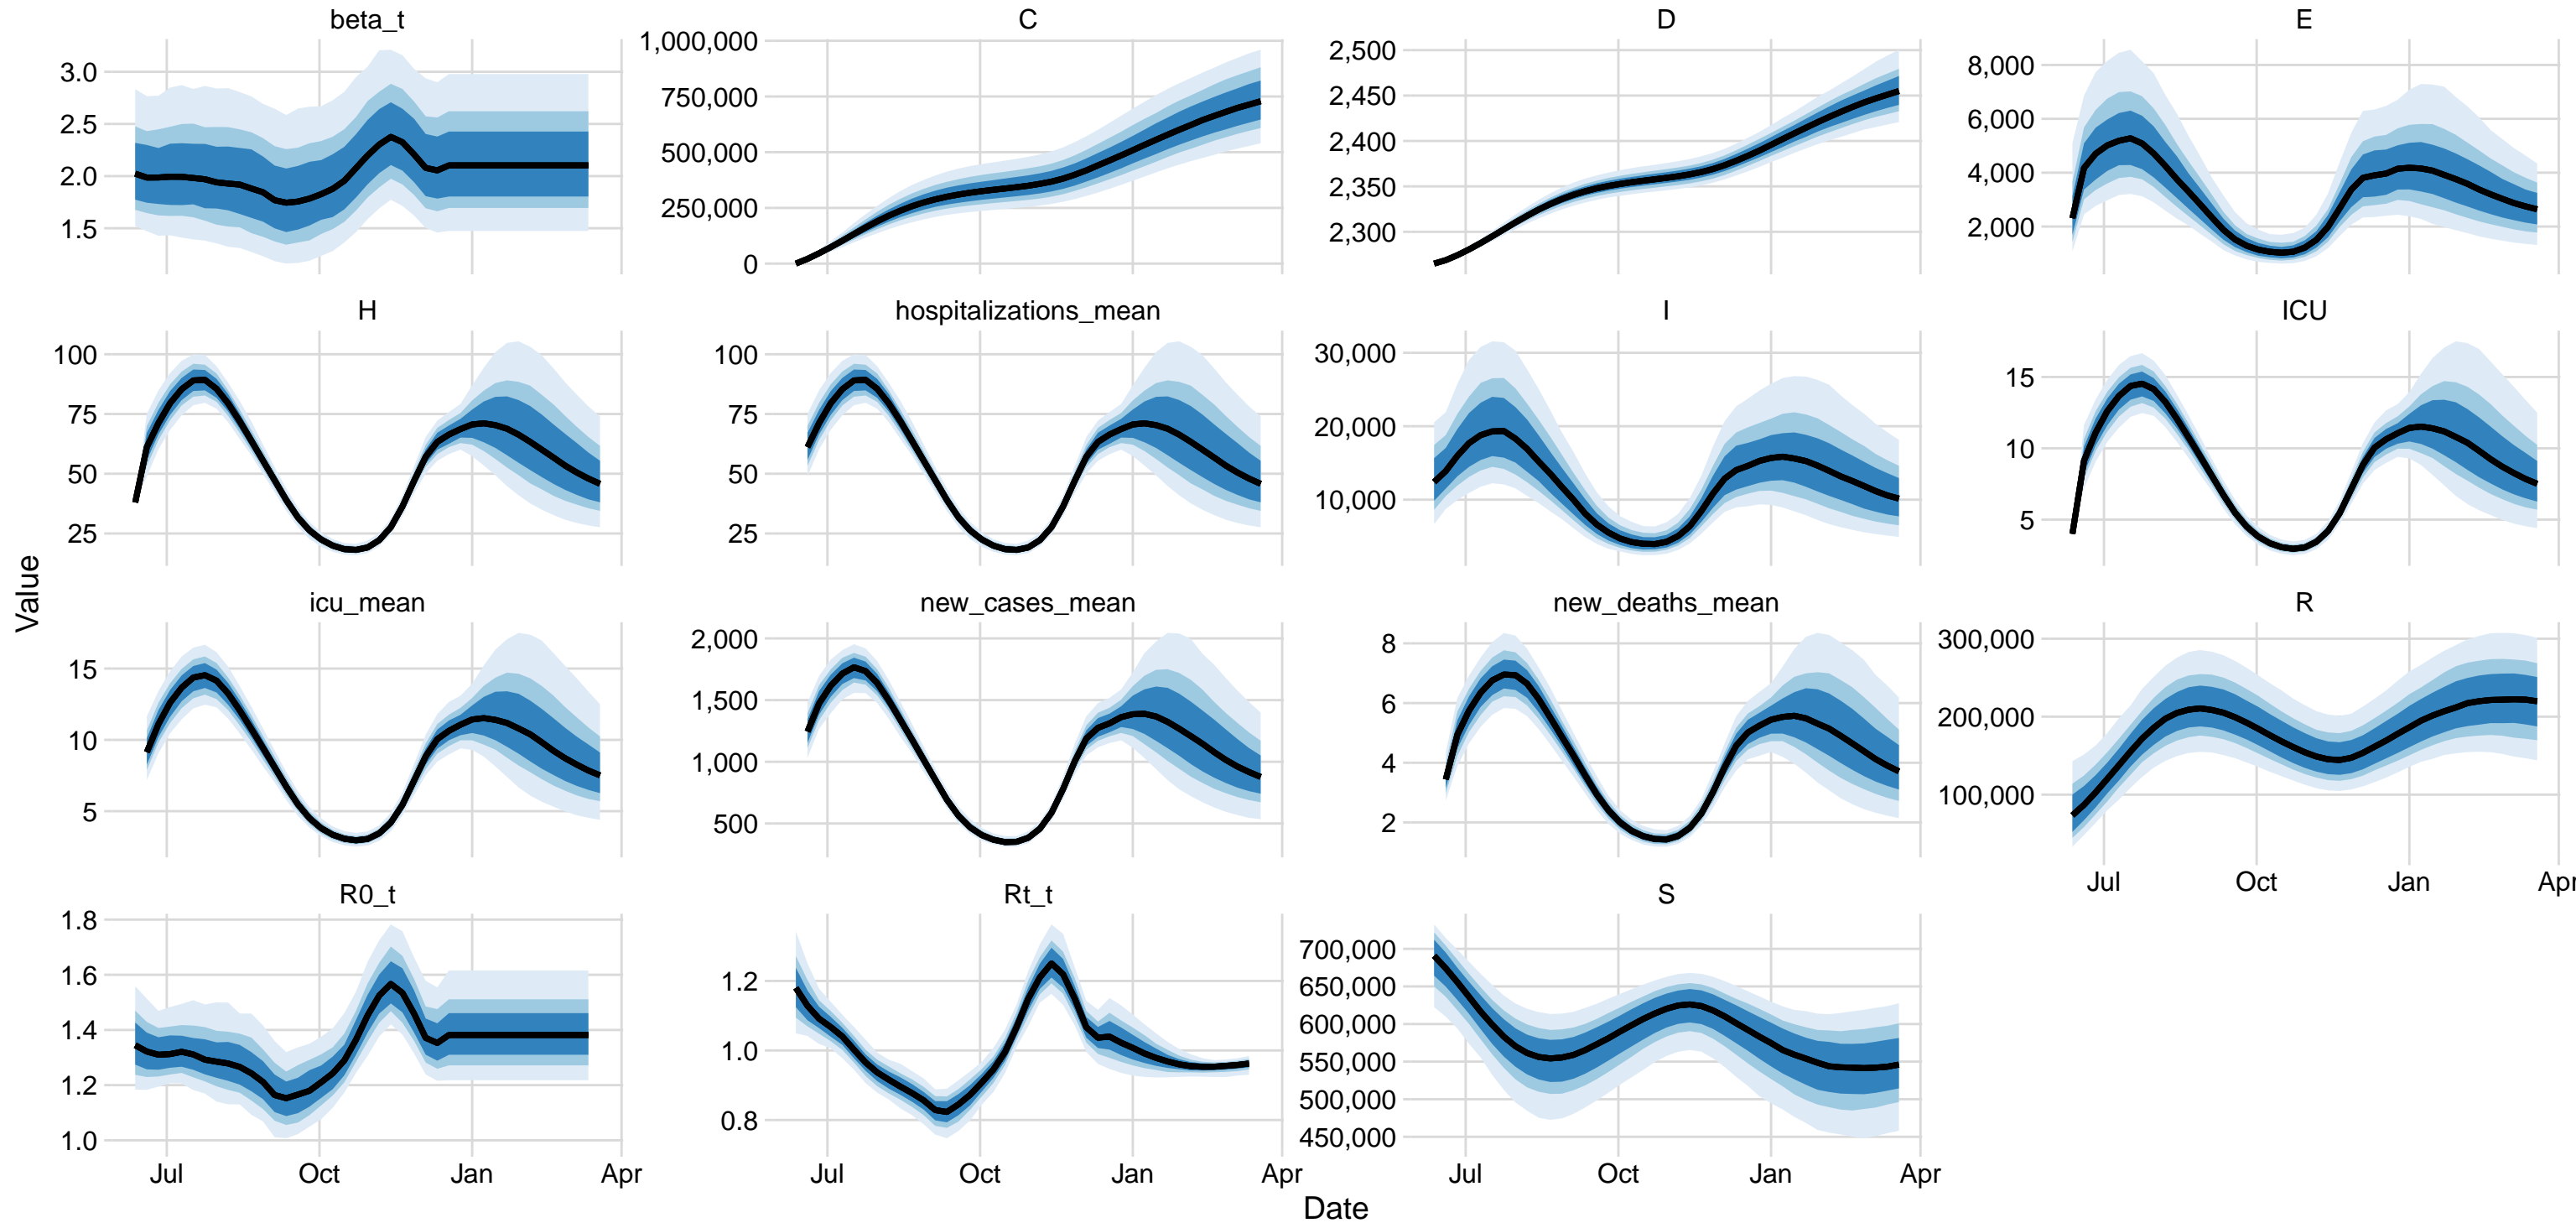 beta_t
C
D
E
3.0
2.5
2.0
1.5
1,000,000
750,000
500,000
250,000
0
2,500
2,450
2,400
2,350
2,300
8,000
6,000
4,000
2,000
H
hospitalizations_mean
I
ICU
100
75
50
25
100
75
50
25
30,000
20,000
10,000
15
10
5
Value
icu_mean
new_cases_mean
new_deaths_mean
R
15
10
5
2,000
1,500
1,000
500
8
6
4
2
300,000
200,000
100,000
Jul Oct Jan Apr
R0_t
Rt_t
S
1.8
1.6
1.4
1.2
1.0
1.2
1.0
0.8
700,000
650,000
600,000
550,000
500,000
450,000
Jul Oct Jan Apr
Jul Oct Jan Apr
Jul Oct Jan Apr
Date